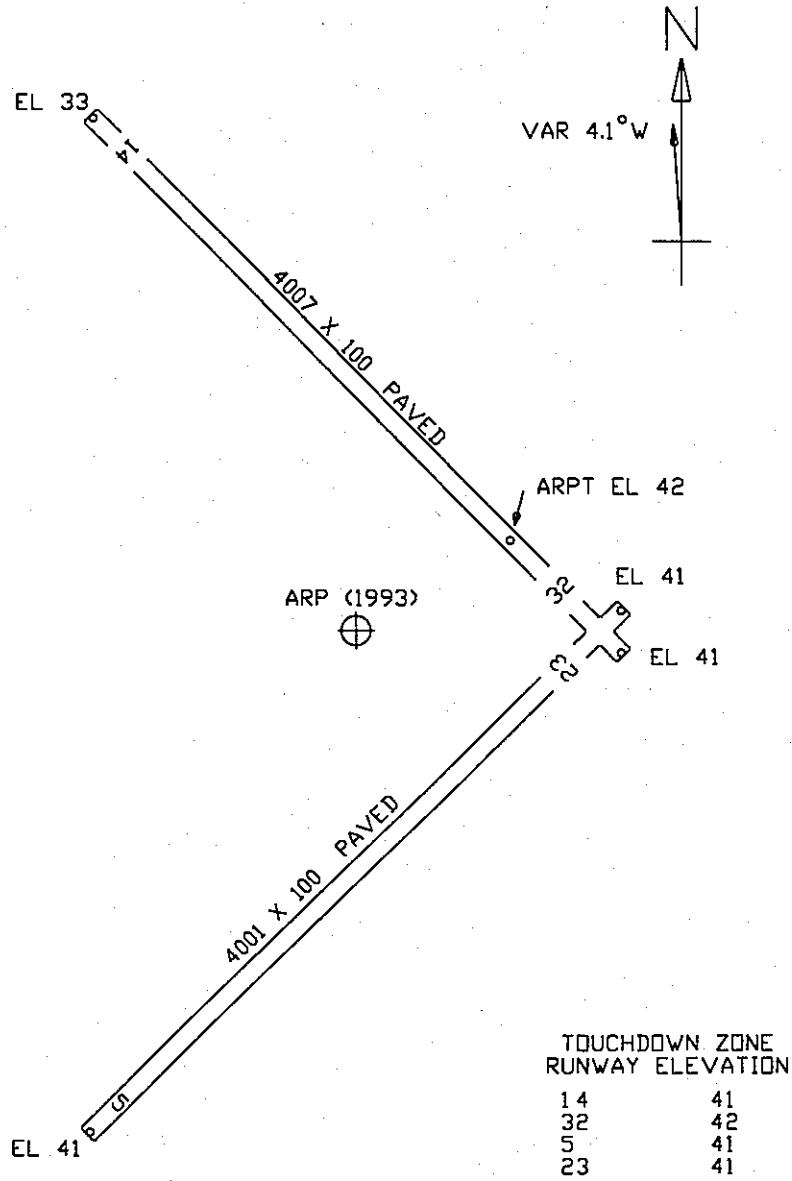 N
EL 33
VAR 4.1°W
14
4007 X 100 PAVED
ARPT EL 42
32
EL 41
ARP (1993)
EL 41
23
4001 X 100 PAVED
5
EL 41
TOUCHDOWN ZONE
RUNWAY ELEVATION
14 41
32 42
5 41
23 41